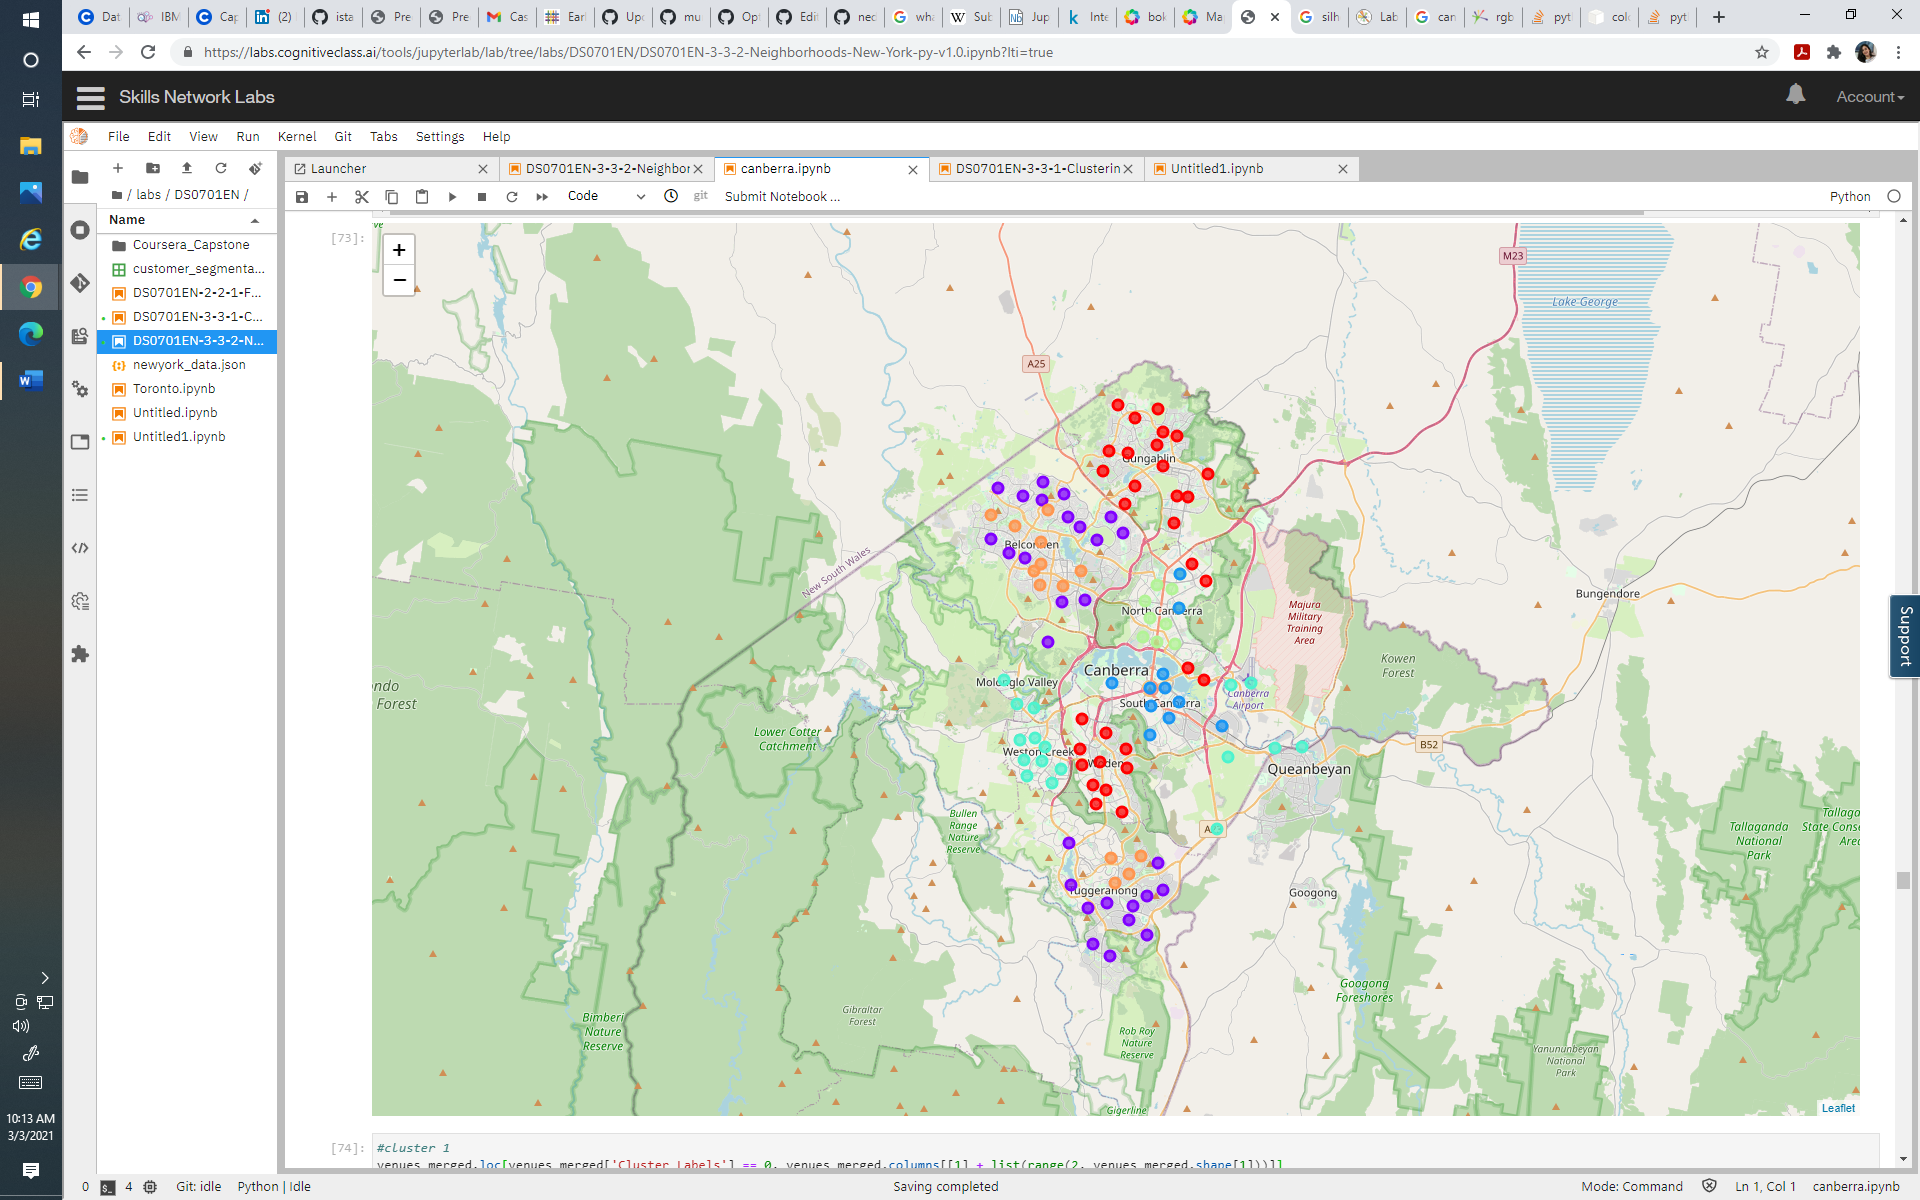 Dat
IBM
Cap
(2)
ista
Pre
Pre
Cas
Earl
Upd
mu
Opt
Edit
nec
wha
Sub
Jup
Inte
bok
Ma
silh
Lab
can
rgb
pytl
colo
pytl
https://labs.cognitiveclass.ai/tools/jupyterlab/lab/tree/labs/DS0701EN/DS0701EN-3-3-2-Neighborhoods-New-York-py-v1.0.ipynb?lti=true
Skills Network Labs
Account
File Edit View Run Kernel Git Tabs Settings Help
Launcher
DS0701EN-3-3-2-Neighbor
canberra.ipynb
DS0701EN-3-3-1-Clusterin
Untitled1.ipynb
/ labs / DS0701EN /
Code
git
Submit Notebook ...
Python
Name
Coursera_Capstone
customer_segmenta...
DS0701EN-2-2-1-F...
DS0701EN-3-3-1-C...
DS0701EN-3-3-2-N...
newyork_data.json
Toronto.ipynb
Untitled.ipynb
Untitled1.ipynb
[73]:
+
−
M23
Lake George
A25
Gungahlin
Belconnen
New South Wales
Bungendore
North Canberra
Majura
Military
Training
Area
Kowen
Forest
Canberra
Molonglo Valley
ondo
o Forest
South Canberra
Canberra
Airport
Lower Cotter
Catchment
Weston Creek
Woden
B52
Queanbeyan
Bullen
Range
Nature
Reserve
Tallaganda
National
Park
Tallaga
State Cons
Area
Tuggeranong
Googong
Googong
Foreshores
Gibraltar
Forest
Bimberi
Nature
Reserve
Rob Roy
Nature
Reserve
Yanununbeyan
National
Park
Gigerline
Leaflet
Support
[74]:
#cluster 1
venues_merged.loc[venues_merged['Cluster Labels'] == 0, venues_merged.columns[[1] + list(range(2, venues_merged.shape[1]))]]
10:13 AM
3/3/2021
0
4
Git: idle
Python | Idle
Saving completed
Mode: Command
Ln 1, Col 1
canberra.ipynb